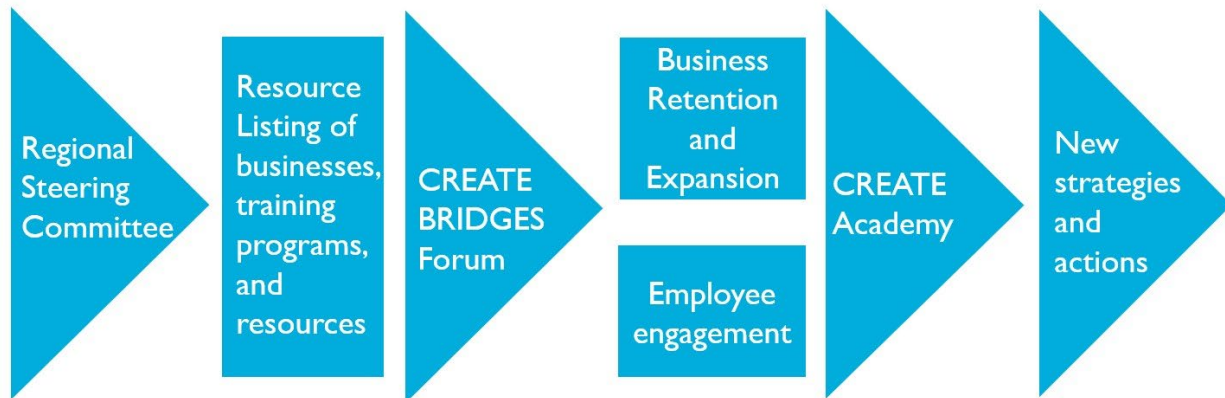 Regional
Steering
Committee
Resource
Listing of
businesses,
training
programs,
and
resources
CREATE
BRIDGES
Forum
Business
Retention
and
Expansion
Employee
engagement
CREATE
Academy
New
strategies
and
actions